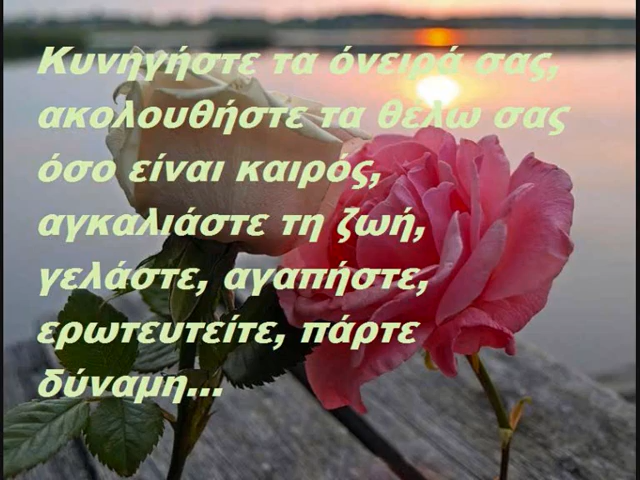 Κυνηγήστε τα όνειρά σας,
ακολουθήστε τα θέλω σας
όσο είναι καιρός,
αγκαλιάστε τη ζωή,
γελάστε, αγαπήστε,
ερωτευτείτε, πάρτε
δύναμη...